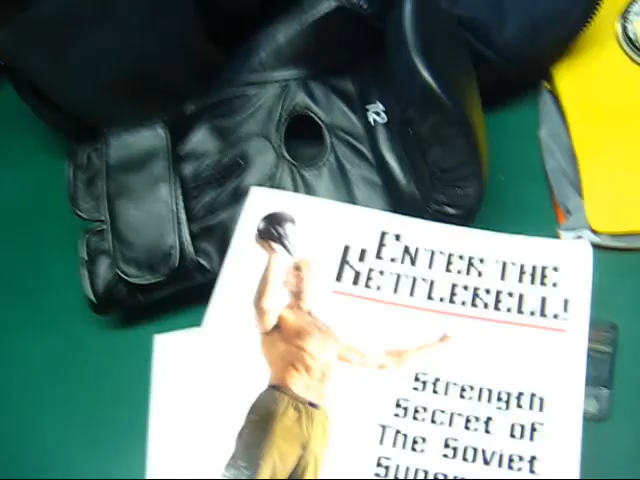 ENTER THE
KETTLEBELL!
Strength
Secret of
The Soviet